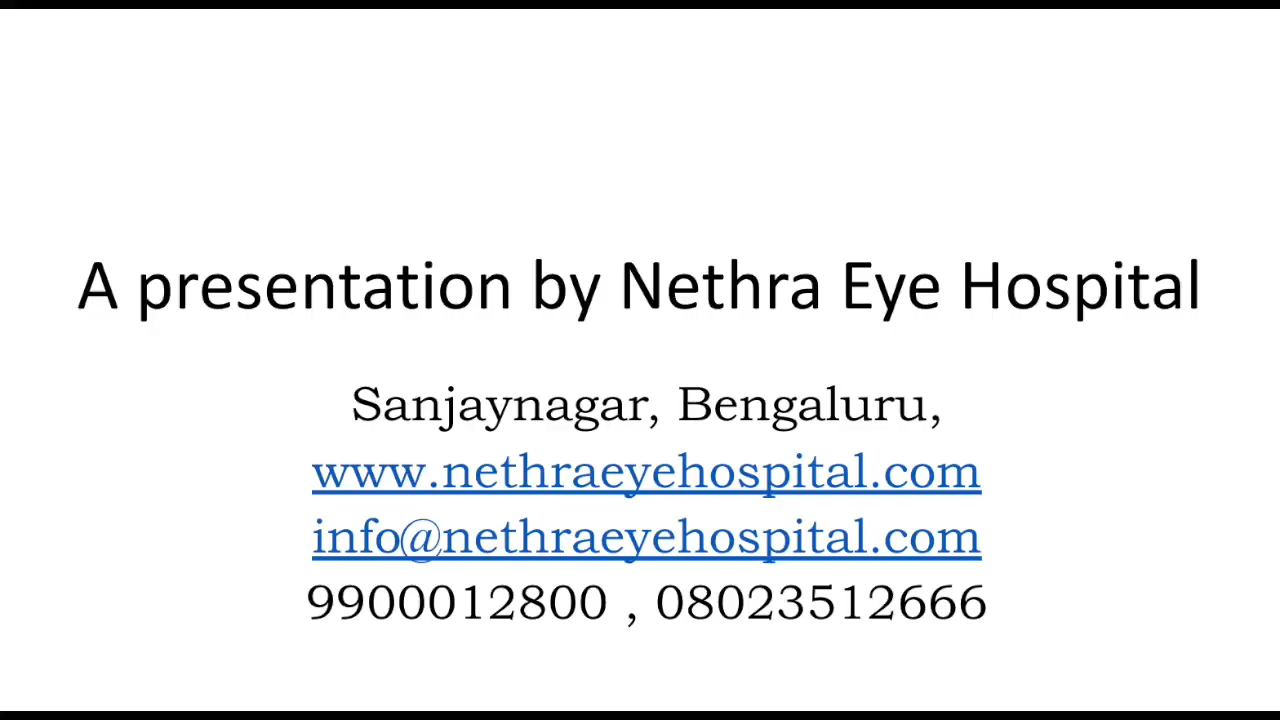 A presentation by Nethra Eye Hospital
Sanjaynagar, Bengaluru,
www.nethraeyehospital.com
info@nethraeyehospital.com
9900012800 , 08023512666